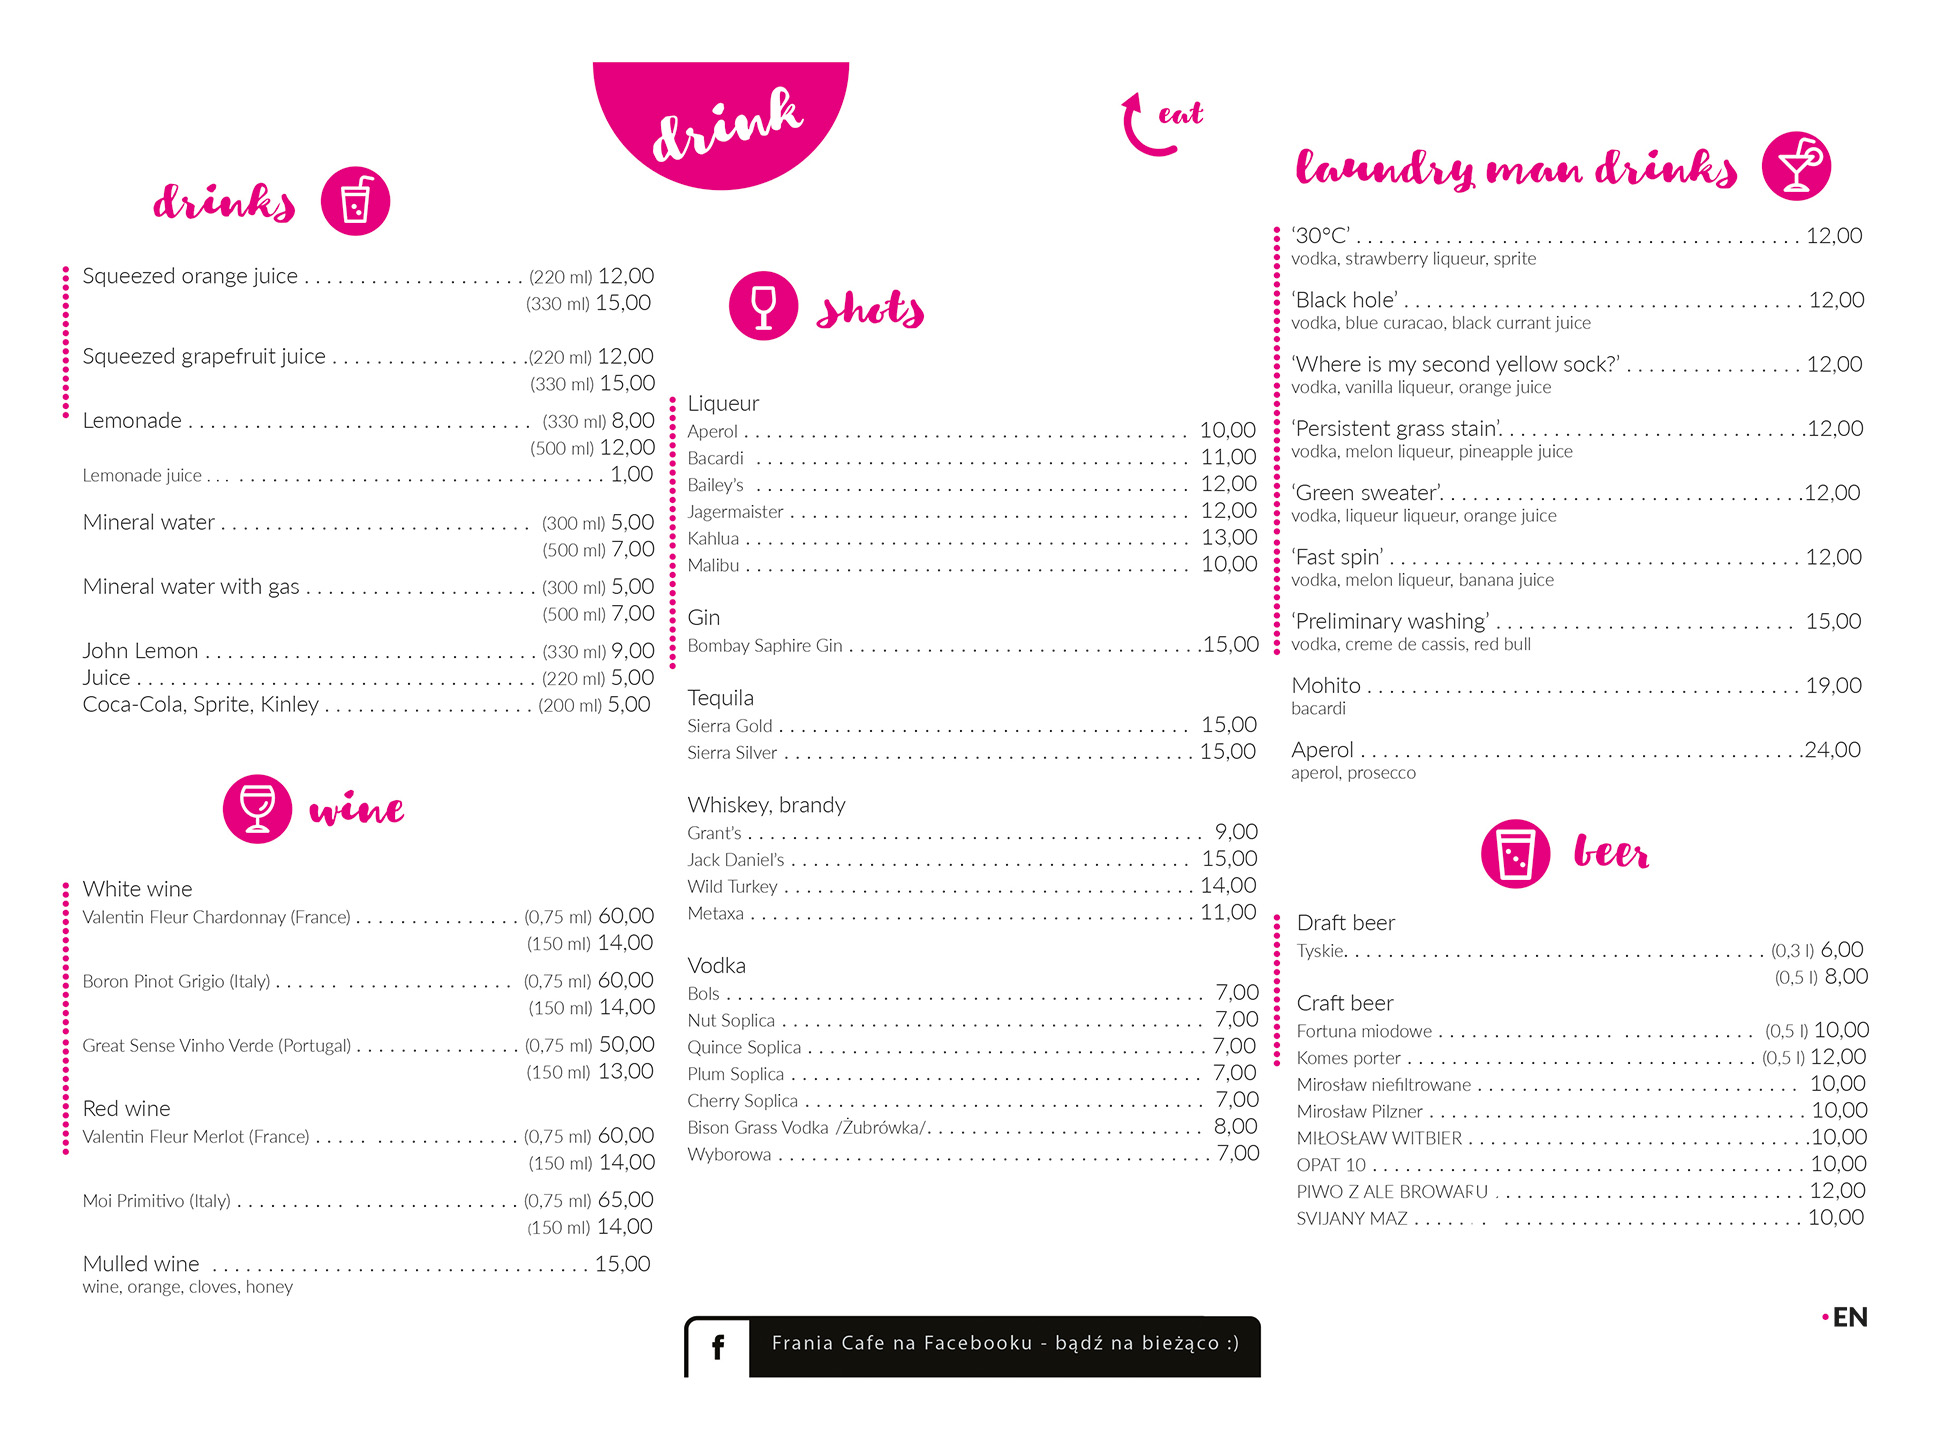 drink
eat
drinks
Squeezed orange juice . . . . . . . . . . . . . . . . . . . . (220 ml) 12,00
(330 ml) 15,00
Squeezed grapefruit juice . . . . . . . . . . . . . . . . . .(220 ml) 12,00
(330 ml) 15,00
Lemonade . . . . . . . . . . . . . . . . . . . . . . . . . . . . . . . (330 ml) 8,00
(500 ml) 12,00
Lemonade juice . . . . . . . . . . . . . . . . . . . . . . . . . . . . . . . . . . . . 1,00
Mineral water . . . . . . . . . . . . . . . . . . . . . . . . . . . . (300 ml) 5,00
(500 ml) 7,00
Mineral water with gas . . . . . . . . . . . . . . . . . . . . . (300 ml) 5,00
(500 ml) 7,00
John Lemon . . . . . . . . . . . . . . . . . . . . . . . . . . . . . . (330 ml) 9,00
Juice . . . . . . . . . . . . . . . . . . . . . . . . . . . . . . . . . . . . (220 ml) 5,00
Coca-Cola, Sprite, Kinley . . . . . . . . . . . . . . . . . . . (200 ml) 5,00
wine
White wine
Valentin Fleur Chardonnay (France) . . . . . . . . . . . . . . . (0,75 ml) 60,00
(150 ml) 14,00
Boron Pinot Grigio (Italy) . . . . . . . . . . . . . . . . . . . . . (0,75 ml) 60,00
(150 ml) 14,00
Great Sense Vinho Verde (Portugal) . . . . . . . . . . . . . . . (0,75 ml) 50,00
(150 ml) 13,00
Red wine
Valentin Fleur Merlot (France) . . . . . . . . . . . . . . . . . . (0,75 ml) 60,00
(150 ml) 14,00
Moi Primitivo (Italy) . . . . . . . . . . . . . . . . . . . . . . . . . (0,75 ml) 65,00
(150 ml) 14,00
Mulled wine . . . . . . . . . . . . . . . . . . . . . . . . . . . . . . . . . . 15,00
wine, orange, cloves, honey
shots
Liqueur
Aperol . . . . . . . . . . . . . . . . . . . . . . . . . . . . . . . . . . . . . . . . 10,00
Bacardi . . . . . . . . . . . . . . . . . . . . . . . . . . . . . . . . . . . . . . . 11,00
Bailey's . . . . . . . . . . . . . . . . . . . . . . . . . . . . . . . . . . . . . . . 12,00
Jagermaister . . . . . . . . . . . . . . . . . . . . . . . . . . . . . . . . . . . . 12,00
Kahlua . . . . . . . . . . . . . . . . . . . . . . . . . . . . . . . . . . . . . . . . 13,00
Malibu . . . . . . . . . . . . . . . . . . . . . . . . . . . . . . . . . . . . . . . . 10,00
Gin
Bombay Saphire Gin . . . . . . . . . . . . . . . . . . . . . . . . . . . . . . . .15,00
Tequila
Sierra Gold . . . . . . . . . . . . . . . . . . . . . . . . . . . . . . . . . . . . . 15,00
Sierra Silver . . . . . . . . . . . . . . . . . . . . . . . . . . . . . . . . . . . . . 15,00
Whiskey, brandy
Grant's . . . . . . . . . . . . . . . . . . . . . . . . . . . . . . . . . . . . . . . . . 9,00
Jack Daniel's . . . . . . . . . . . . . . . . . . . . . . . . . . . . . . . . . . . . 15,00
Wild Turkey . . . . . . . . . . . . . . . . . . . . . . . . . . . . . . . . . . . . . 14,00
Metaxa . . . . . . . . . . . . . . . . . . . . . . . . . . . . . . . . . . . . . . . . 11,00
Vodka
Bols . . . . . . . . . . . . . . . . . . . . . . . . . . . . . . . . . . . . . . . . . . . 7,00
Nut Soplica . . . . . . . . . . . . . . . . . . . . . . . . . . . . . . . . . . . . . . 7,00
Quince Soplica . . . . . . . . . . . . . . . . . . . . . . . . . . . . . . . . . . . . 7,00
Plum Soplica . . . . . . . . . . . . . . . . . . . . . . . . . . . . . . . . . . . . . 7,00
Cherry Soplica . . . . . . . . . . . . . . . . . . . . . . . . . . . . . . . . . . . . 7,00
Bison Grass Vodka /Żubrówka/. . . . . . . . . . . . . . . . . . . . . . . . . 8,00
Wyborowa . . . . . . . . . . . . . . . . . . . . . . . . . . . . . . . . . . . . . . . 7,00
laundry man drinks
‘30°C’ . . . . . . . . . . . . . . . . . . . . . . . . . . . . . . . . . . . . . . . . 12,00
vodka, strawberry liqueur, sprite
‘Black hole’ . . . . . . . . . . . . . . . . . . . . . . . . . . . . . . . . . . . . 12,00
vodka, blue curacao, black currant juice
‘Where is my second yellow sock?’ . . . . . . . . . . . . . . . . 12,00
vodka, vanilla liqueur, orange juice
‘Persistent grass stain’. . . . . . . . . . . . . . . . . . . . . . . . . . . .12,00
vodka, melon liqueur, pineapple juice
‘Green sweater’. . . . . . . . . . . . . . . . . . . . . . . . . . . . . . . . .12,00
vodka, liqueur liqueur, orange juice
‘Fast spin’ . . . . . . . . . . . . . . . . . . . . . . . . . . . . . . . . . . . . . 12,00
vodka, melon liqueur, banana juice
‘Preliminary washing’ . . . . . . . . . . . . . . . . . . . . . . . . . . . 15,00
vodka, creme de cassis, red bull
Mohito . . . . . . . . . . . . . . . . . . . . . . . . . . . . . . . . . . . . . . . 19,00
bacardi
Aperol . . . . . . . . . . . . . . . . . . . . . . . . . . . . . . . . . . . . . . . .24,00
aperol, prosecco
beer
Draft beer
Tyskie. . . . . . . . . . . . . . . . . . . . . . . . . . . . . . . . . . . . . . (0,3 l) 6,00
(0,5 l) 8,00
Craft beer
Fortuna miodowe . . . . . . . . . . . . . . . . . . . . . . . . . . . . (0,5 l) 10,00
Komes porter . . . . . . . . . . . . . . . . . . . . . . . . . . . . . . . (0,5 l) 12,00
Mirosław niefiltrowane . . . . . . . . . . . . . . . . . . . . . . . . . . . . . 10,00
Mirosław Pilzner . . . . . . . . . . . . . . . . . . . . . . . . . . . . . . . . . . 10,00
MIŁOSŁAW WITBIER . . . . . . . . . . . . . . . . . . . . . . . . . . . . . . .10,00
OPAT 10 . . . . . . . . . . . . . . . . . . . . . . . . . . . . . . . . . . . . . . . 10,00
PIWO Z ALE BROWARU . . . . . . . . . . . . . . . . . . . . . . . . . . . . 12,00
SVIJANY MAZ . . . . . . . . . . . . . . . . . . . . . . . . . . . . . . . . . . 10,00
EN
f Frania Cafe na Facebooku - bądź na bieżąco :)